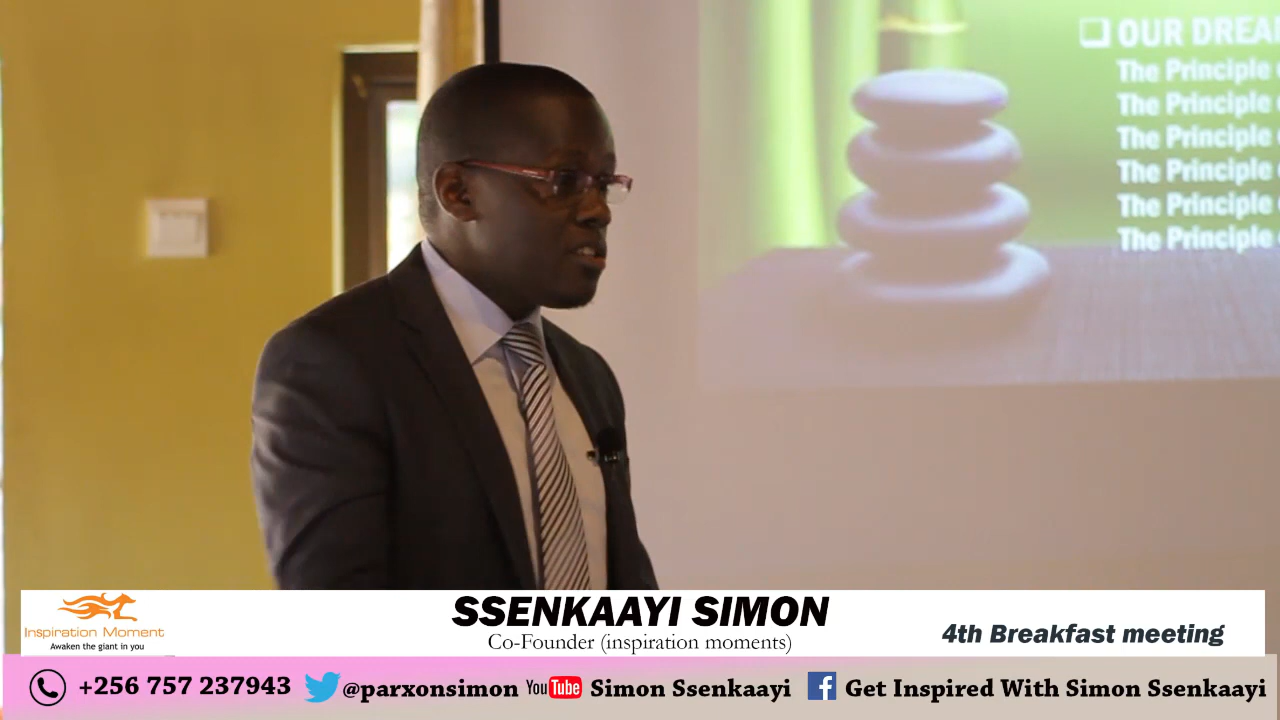 ❑ OUR DREA
The Principle
The Principle
The Principle
The Principle
The Principle
The Principle
Inspiration Moment
Awaken the giant in you
SSENKAAYI SIMON
Co-Founder (inspiration moments)
4th Breakfast meeting
+256 757 237943 @parxonsimon YouTube Simon Ssenkaayi f Get Inspired With Simon Ssenkaayi